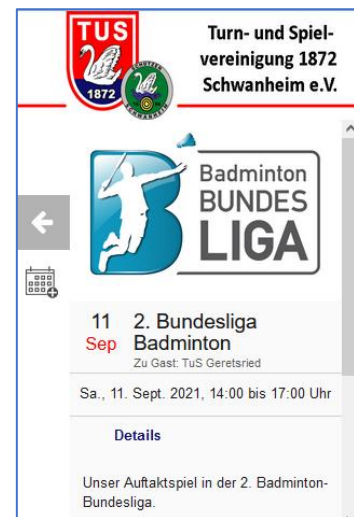 TUS
1872
SCHÜTZEN
SCHWANHEIM
Turn- und Spiel-
vereinigung 1872
Schwanheim e.V.
Badminton
BUNDES
LIGA
11 2. Bundesliga
Sep Badminton
Zu Gast: TuS Geretsried
Sa., 11. Sept. 2021, 14:00 bis 17:00 Uhr
Details
Unser Auftaktspiel in der 2. Badminton-
Bundesliga.